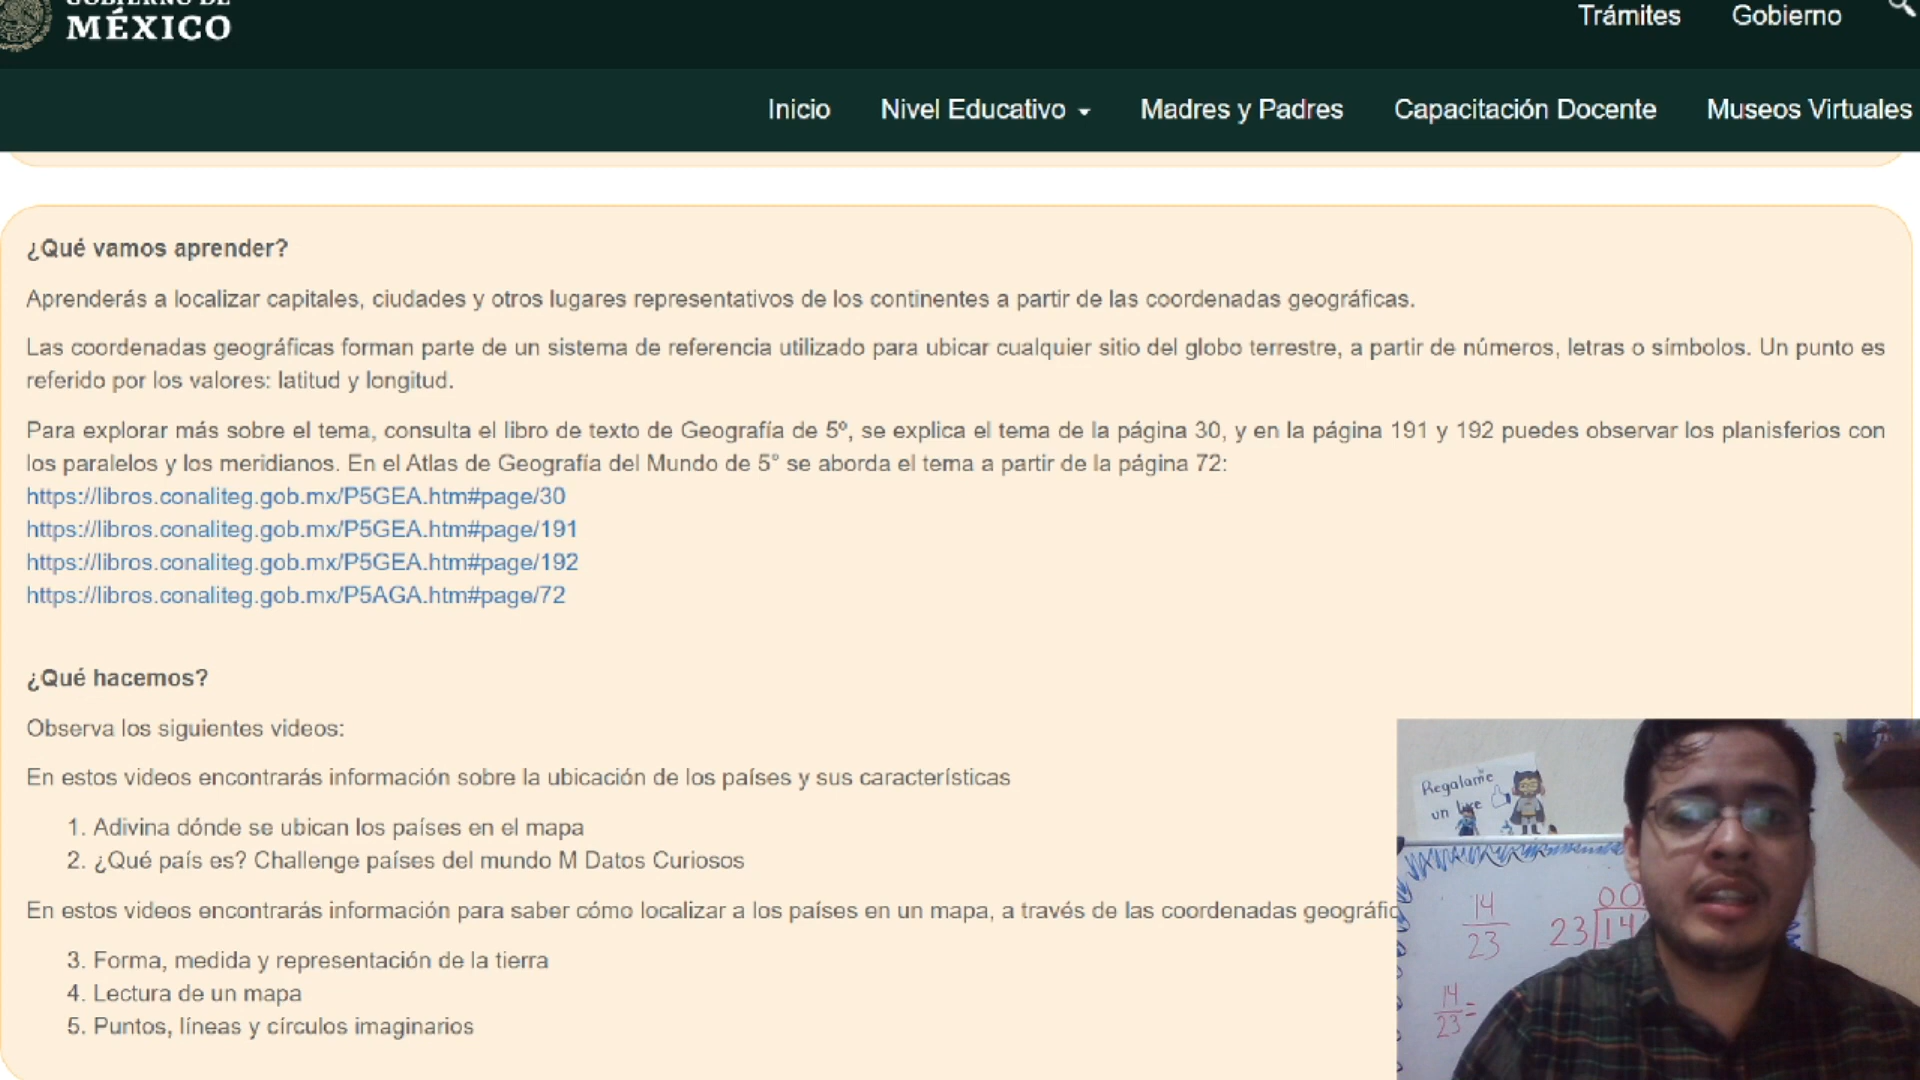 GOBIERNO DE
MÉXICO
Trámites Gobierno
Inicio Nivel Educativo Madres y Padres Capacitación Docente Museos Virtuales
¿Qué vamos aprender?
Aprenderás a localizar capitales, ciudades y otros lugares representativos de los continentes a partir de las coordenadas geográficas.
Las coordenadas geográficas forman parte de un sistema de referencia utilizado para ubicar cualquier sitio del globo terrestre, a partir de números, letras o símbolos. Un punto es
referido por los valores: latitud y longitud.
Para explorar más sobre el tema, consulta el libro de texto de Geografía de 5º, se explica el tema de la página 30, y en la página 191 y 192 puedes observar los planisferios con
los paralelos y los meridianos. En el Atlas de Geografía del Mundo de 5° se aborda el tema a partir de la página 72:
https://libros.conaliteg.gob.mx/P5GEA.htm#page/30
https://libros.conaliteg.gob.mx/P5GEA.htm#page/191
https://libros.conaliteg.gob.mx/P5GEA.htm#page/192
https://libros.conaliteg.gob.mx/P5AGA.htm#page/72
¿Qué hacemos?
Observa los siguientes videos:
En estos videos encontrarás información sobre la ubicación de los países y sus características
1. Adivina dónde se ubican los países en el mapa
2. ¿Qué país es? Challenge países del mundo M Datos Curiosos
En estos videos encontrarás información para saber cómo localizar a los países en un mapa, a través de las coordenadas geográfic
3. Forma, medida y representación de la tierra
4. Lectura de un mapa
5. Puntos, líneas y círculos imaginarios
Regalame
un like
14
23
00
23 14
14 =
23